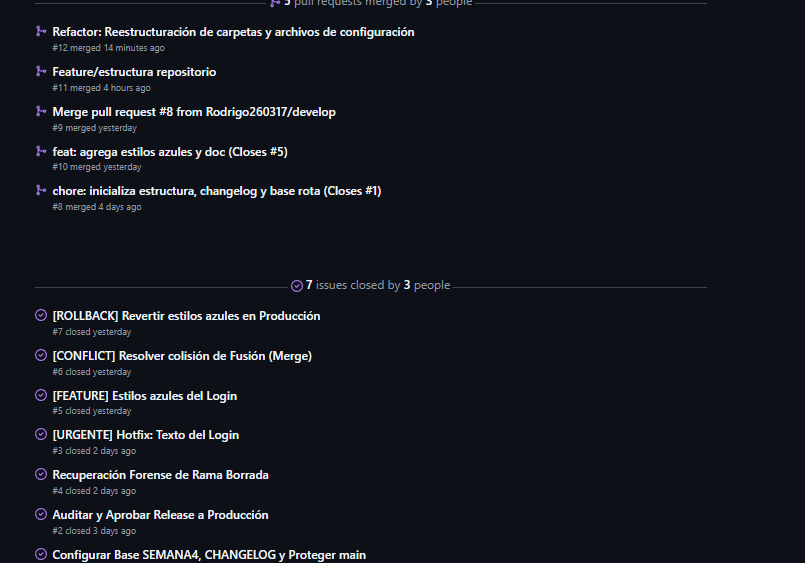 5 pull requests merged by 3 people
Refactor: Reestructuración de carpetas y archivos de configuración
#12 merged 14 minutes ago
Feature/estructura repositorio
#11 merged 4 hours ago
Merge pull request #8 from Rodrigo260317/develop
#9 merged yesterday
feat: agrega estilos azules y doc (Closes #5)
#10 merged yesterday
chore: inicializa estructura, changelog y base rota (Closes #1)
#8 merged 4 days ago
7 issues closed by 3 people
[ROLLBACK] Revertir estilos azules en Producción
#7 closed yesterday
[CONFLICT] Resolver colisión de Fusión (Merge)
#6 closed yesterday
[FEATURE] Estilos azules del Login
#5 closed yesterday
[URGENTE] Hotfix: Texto del Login
#3 closed 2 days ago
Recuperación Forense de Rama Borrada
#4 closed 2 days ago
Auditar y Aprobar Release a Producción
#2 closed 3 days ago
Configurar Base SEMANA4, CHANGELOG y Proteger main